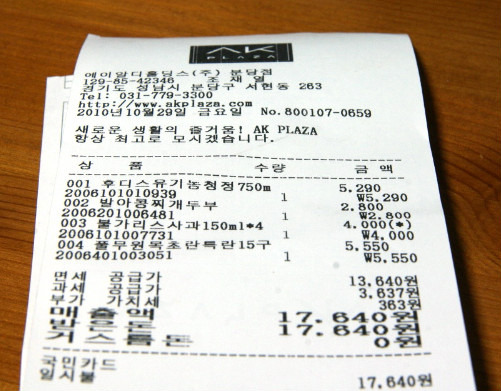 AK
PLAZA
에이알디홀딩스(주) 분당점
129-85-42346 조 재 열
경기도 성남시 분당구 서현동 263
Tel: 031-779-3300
http://www.akplaza.com
2010년10월29일 금요일 No.800107-0659
새로운 생활의 즐거움! AK PLAZA
항상 최고로 모시겠습니다.
상 품 수량 금 액
001 후디스유기농청정750m 5,290
2006101010939 1 ₩5,290
002 발아콩찌개두부 2,800
2006201006481 1 ₩2,800
003 불가리스사과150ml*4 4,000(*)
2006101007731 1 ₩4,000
004 풀무원목초란특란15구 5,550
2006401003051 1 ₩5,550
면세 공급가 13,640원
과세 공급가 3,637원
부가 가치세 363원
매출액 17,640원
받은돈 17,640원
거스름돈 0원
국민카드
일시불 17,640원